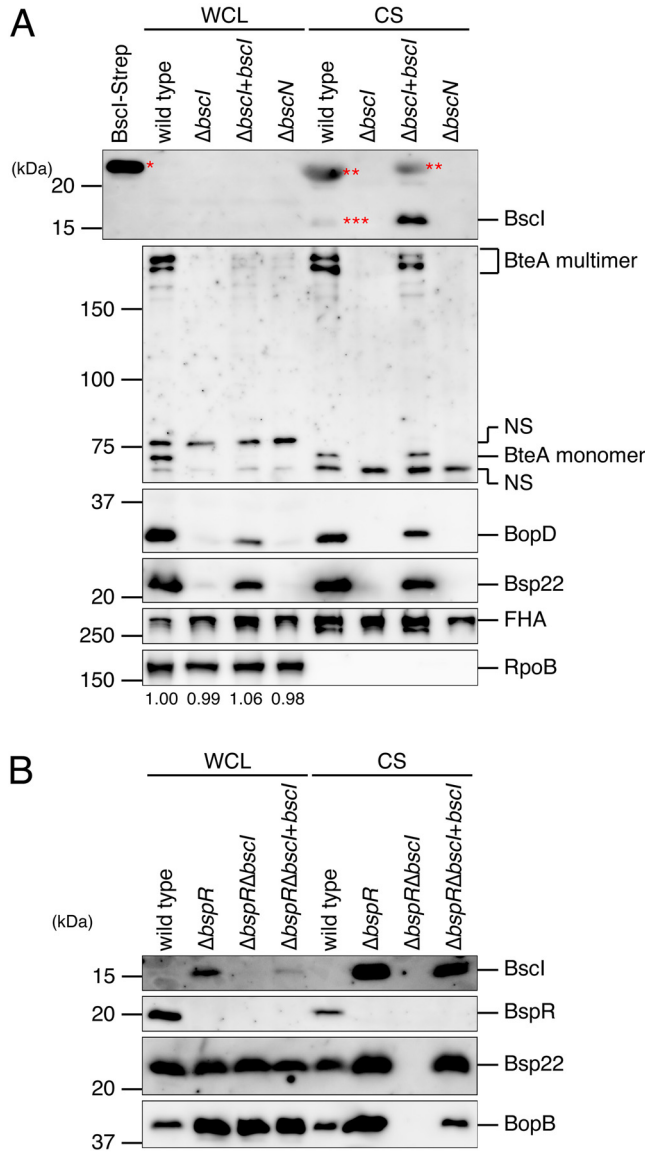 A
WCL CS
BscI-Strep
wild type
ΔbscI
ΔbscI+bscI
ΔbscN
wild type
ΔbscI
ΔbscI+bscI
ΔbscN
(kDa)
* ** **
20
*** 
15 BscI
BteA multimer
150
100
NS
75 BteA monomer
NS
37
BopD
Bsp22
20
FHA
250
RpoB
150
1.00 0.99 1.06 0.98
B
WCL CS
wild type
ΔbspR
ΔbspRΔbscI
ΔbspRΔbscI+bscI
wild type
ΔbspR
ΔbspRΔbscI
ΔbspRΔbscI+bscI
(kDa)
15 BscI
20 BspR
Bsp22
20
BopB
37